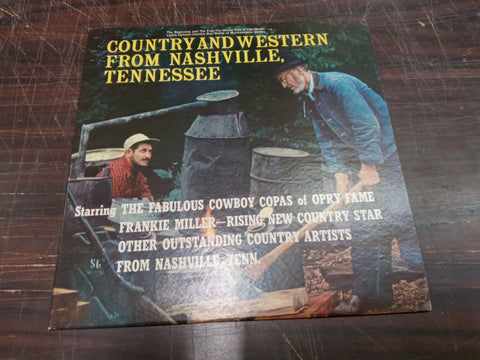 COUNTRY AND WESTERN
FROM NASHVILLE,
TENNESSEE
Starring THE FABULOUS COWBOY COPAS of OPRY FAME
FRANKIE MILLER—RISING NEW COUNTRY STAR
OTHER OUTSTANDING COUNTRY ARTISTS
FROM NASHVILLE, TENN